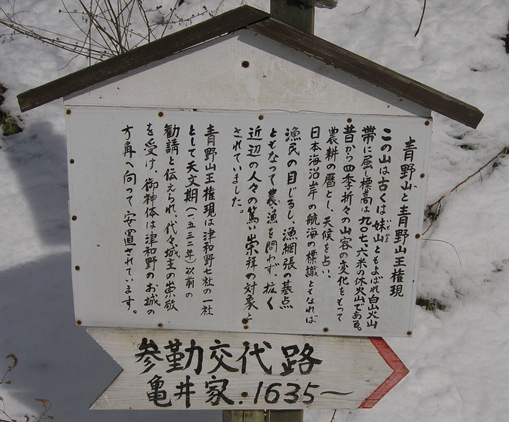 青野山と青野山王権現
この山は古くは妹山ともよばれ白山火山
帯に属し標高は九〇七、六米の休火山である。
昔から四季折々の山容の変化をもって
農耕の暦とし、天候を占い、
日本海沿岸の航海の標識ともなれば
漁民の目じるし、漁網張の基点
ともなって農、漁を問わず、拡く
近辺の人々の篤い崇拝の対象と
されていました。
青野山王権現は津和野七社の一社
として天文期(一五三二年)以前の
勧請と伝えられ、代々城主の崇敬
を受け、御神体は津和野のお城の
方角へ向って安置されています。
参勤交代路
亀井家:1635〜